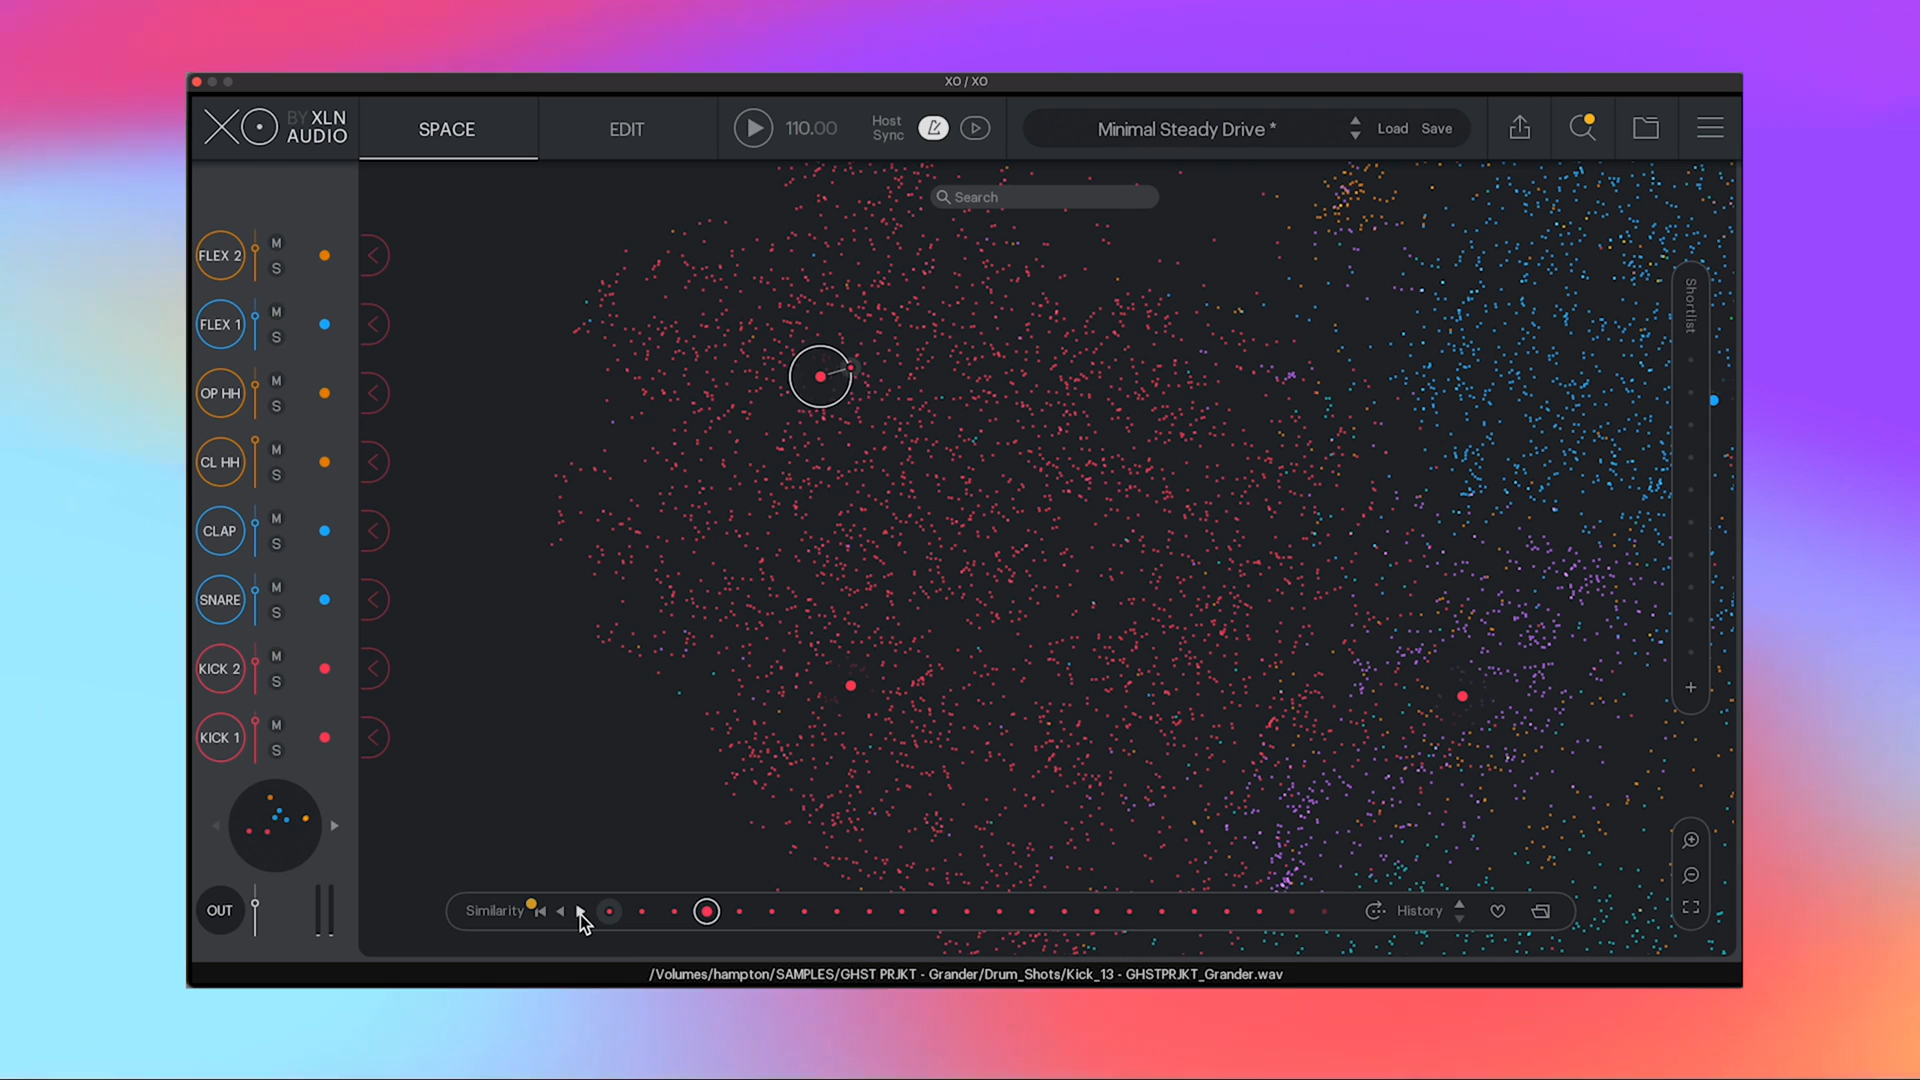 XO / XO
XO BY XLN AUDIO
SPACE
EDIT
110.00
Host Sync
Minimal Steady Drive *
Load
Save
Search
FLEX 2
M
S
FLEX 1
M
S
OP HH
M
S
CL HH
M
S
CLAP
M
S
SNARE
M
S
KICK 2
M
S
KICK 1
M
S
OUT
Shortlist
Similarity
History
/Volumes/hampton/SAMPLES/GHST PRJKT - Grander/Drum_Shots/Kick_13 - GHSTPRJKT_Grander.wav